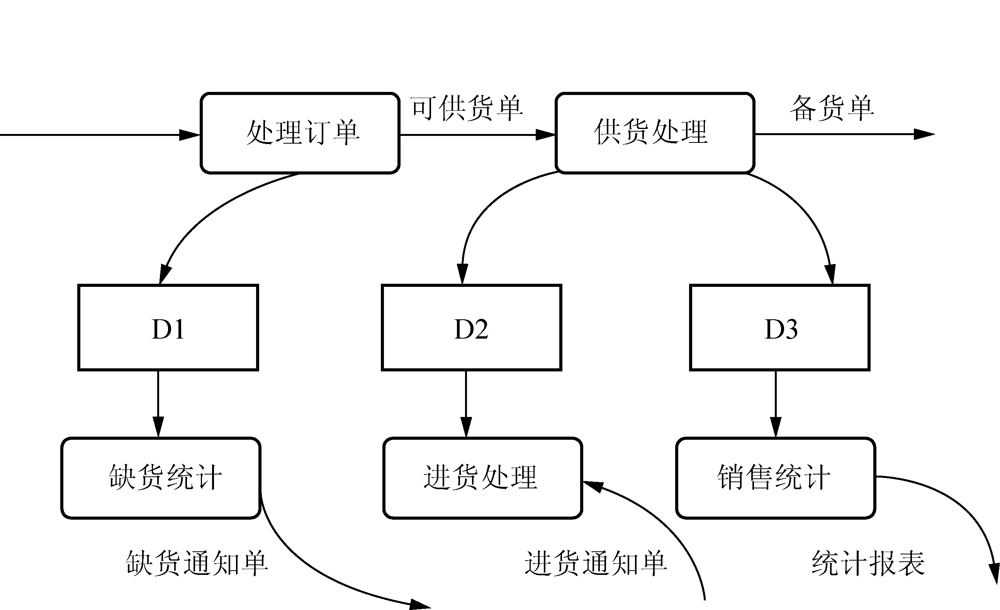 可供货单
备货单
处理订单
供货处理
D1
D2
D3
缺货统计
进货处理
销售统计
缺货通知单
进货通知单
统计报表